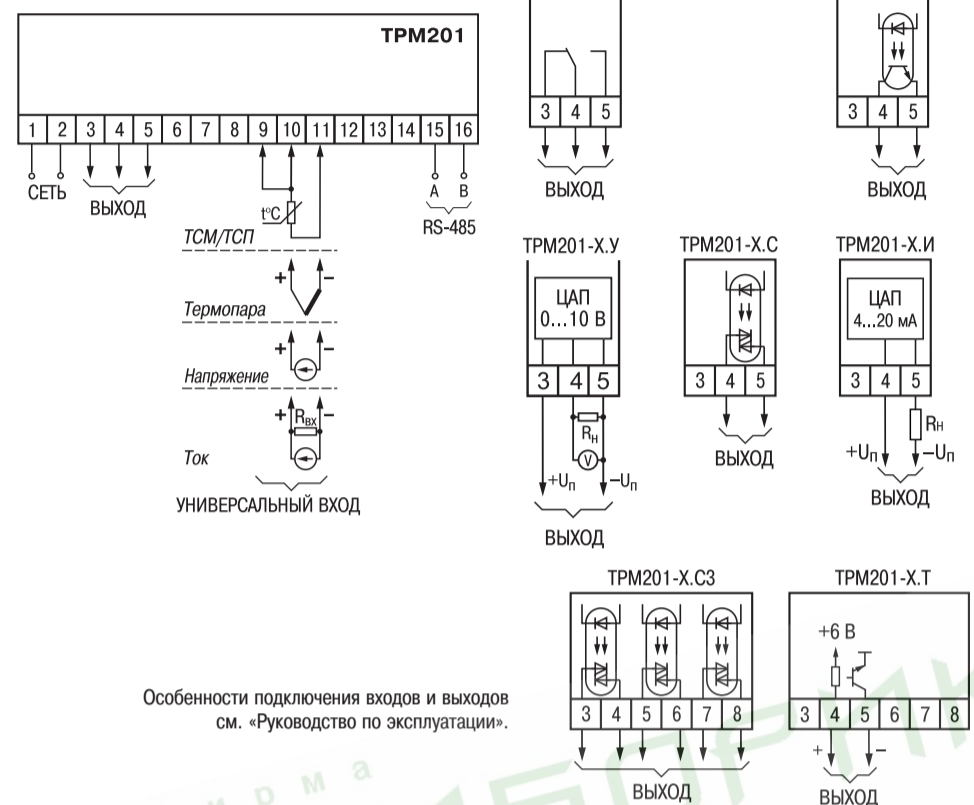 ТРМ201
1 2 3 4 5 6 7 8 9 10 11 12 13 14 15 16
СЕТЬ
ВЫХОД
A B
RS-485
t°C
ТСМ/ТСП
+ –
Термопара
+ –
Напряжение
+ –
Rвх
Ток
УНИВЕРСАЛЬНЫЙ ВХОД
3 4 5
ВЫХОД
3 4 5
ВЫХОД
ТРМ201-Х.У
ЦАП
0...10 В
3 4 5
Rн
V
+Uп –Uп
ВЫХОД
ТРМ201-Х.С
3 4 5
ВЫХОД
ТРМ201-Х.И
ЦАП
4...20 мА
3 4 5
Rн
+Uп –Uп
ВЫХОД
ТРМ201-Х.С3
3 4 5 6 7 8
ВЫХОД
ТРМ201-Х.Т
+6 В
3 4 5 6 7 8
+ –
ВЫХОД
Особенности подключения входов и выходов
см. «Руководство по эксплуатации».